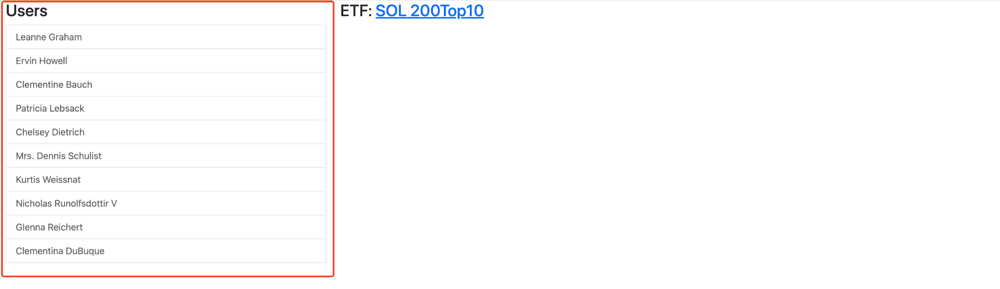 Users
Leanne Graham
Ervin Howell
Clementine Bauch
Patricia Lebsack
Chelsey Dietrich
Mrs. Dennis Schulist
Kurtis Weissnat
Nicholas Runolfsdottir V
Glenna Reichert
Clementina DuBuque
ETF: SOL 200Top10